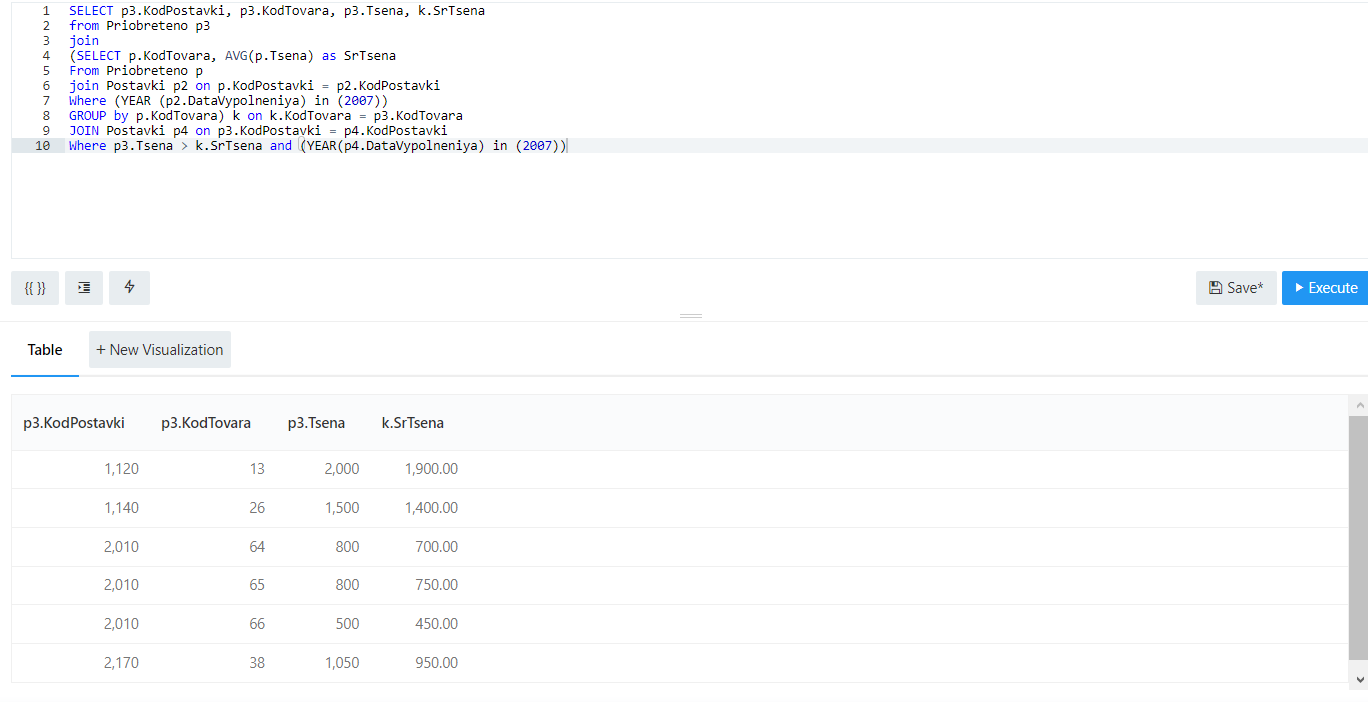 1 SELECT p3.KodPostavki, p3.KodTovara, p3.Tsena, k.SrTsena
2 from Priobreteno p3
3 join
4 (SELECT p.KodTovara, AVG(p.Tsena) as SrTsena
5 From Priobreteno p
6 join Postavki p2 on p.KodPostavki = p2.KodPostavki
7 Where (YEAR (p2.DataVypolneniya) in (2007))
8 GROUP by p.KodTovara) k on k.KodTovara = p3.KodTovara
9 JOIN Postavki p4 on p3.KodPostavki = p4.KodPostavki
10 Where p3.Tsena > k.SrTsena and (YEAR(p4.DataVypolneniya) in (2007))
{{ }} Save* Execute
Table + New Visualization
p3.KodPostavki p3.KodTovara p3.Tsena k.SrTsena
1,120 13 2,000 1,900.00
1,140 26 1,500 1,400.00
2,010 64 800 700.00
2,010 65 800 750.00
2,010 66 500 450.00
2,170 38 1,050 950.00